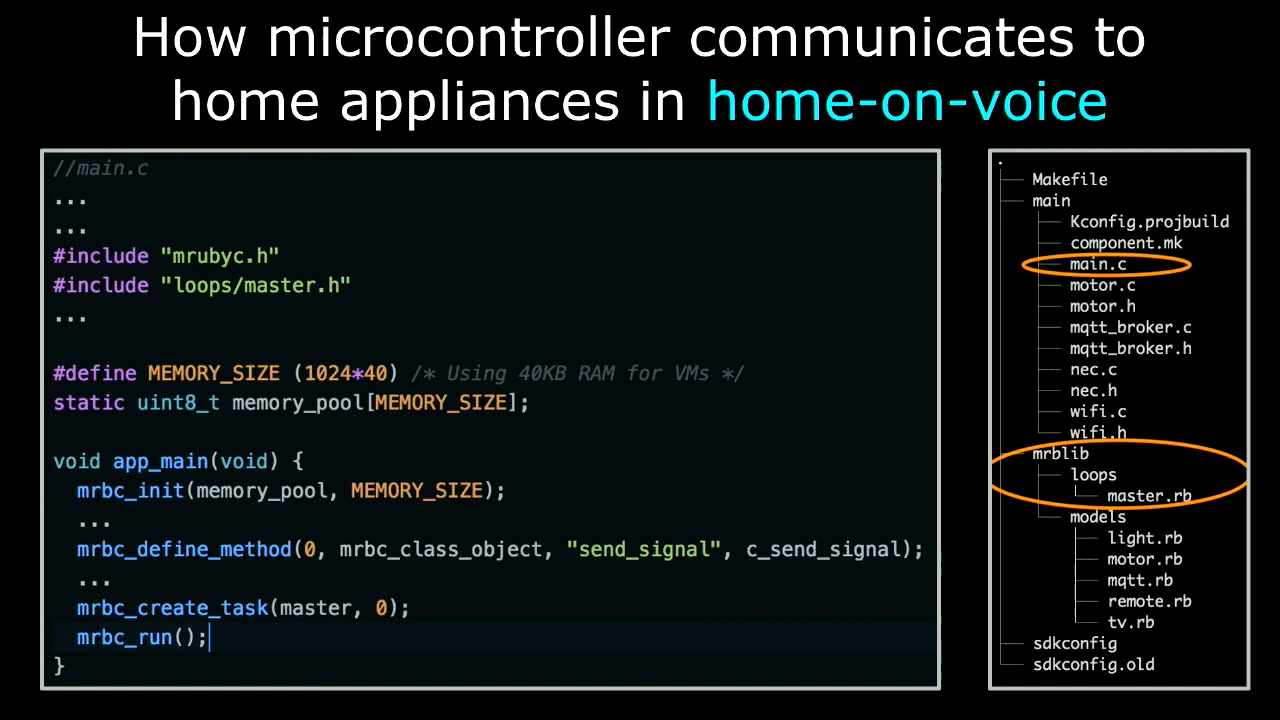 How microcontroller communicates to
home appliances in home-on-voice
//main.c
...
...
#include "mrubyc.h"
#include "loops/master.h"
...
#define MEMORY_SIZE (1024*40) /* Using 40KB RAM for VMs */
static uint8_t memory_pool[MEMORY_SIZE];
void app_main(void) {
mrbc_init(memory_pool, MEMORY_SIZE);
...
mrbc_define_method(0, mrbc_class_object, "send_signal", c_send_signal);
...
mrbc_create_task(master, 0);
mrbc_run();
}
.
Makefile
main
Kconfig.projbuild
component.mk
main.c
motor.c
motor.h
mqtt_broker.c
mqtt_broker.h
nec.c
nec.h
wifi.c
wifi.h
mrblib
loops
master.rb
models
light.rb
motor.rb
mqtt.rb
remote.rb
tv.rb
sdkconfig
sdkconfig.old